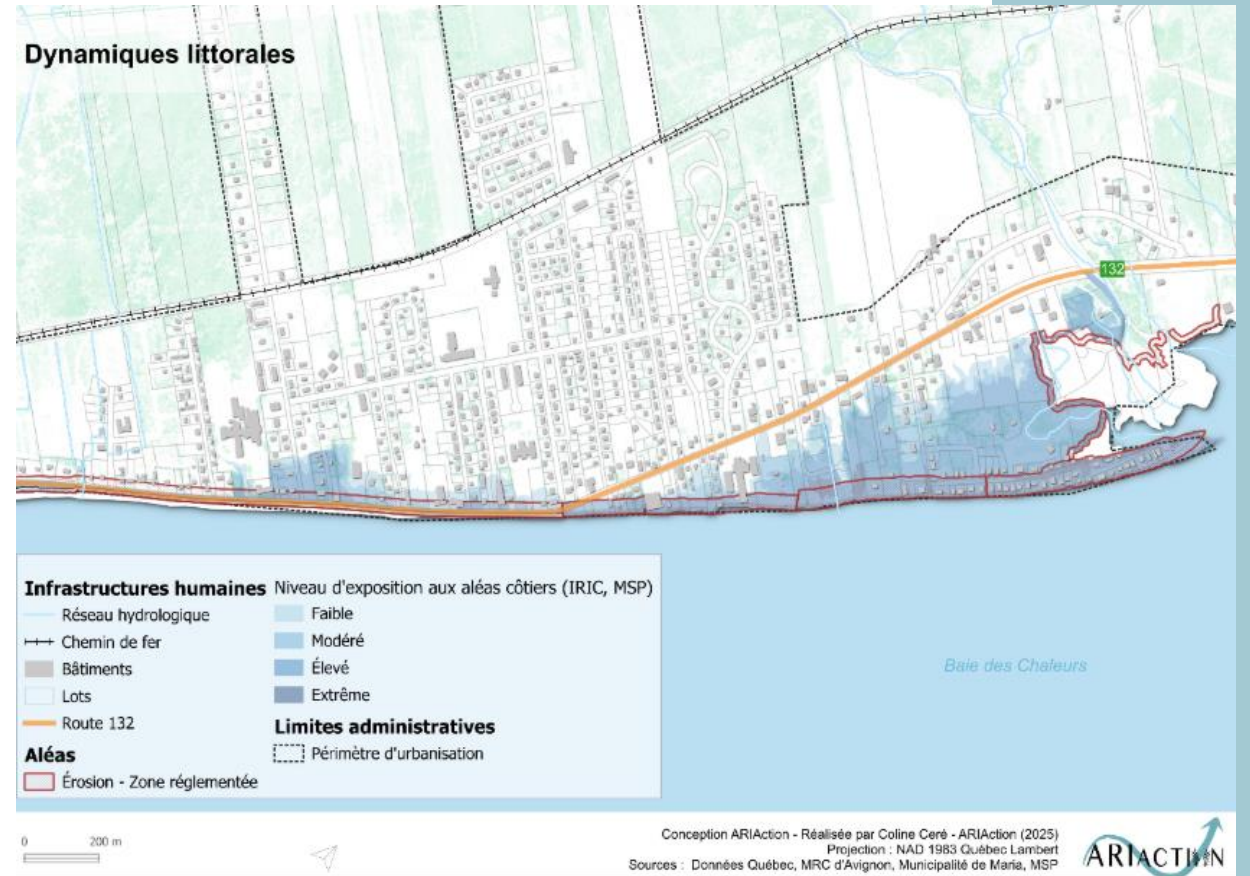 Dynamiques littorales
132
Infrastructures humaines
Réseau hydrologique
Chemin de fer
Bâtiments
Lots
Route 132
Aléas
Érosion - Zone réglementée
Niveau d'exposition aux aléas côtiers (IRIC, MSP)
Faible
Modéré
Élevé
Extrême
Limites administratives
Périmètre d'urbanisation
Baie des Chaleurs
0 200 m
Conception ARIAction - Réalisée par Coline Ceré - ARIAction (2025)
Projection : NAD 1983 Québec Lambert
Sources : Données Québec, MRC d'Avignon, Municipalité de Maria, MSP
ARIACTION